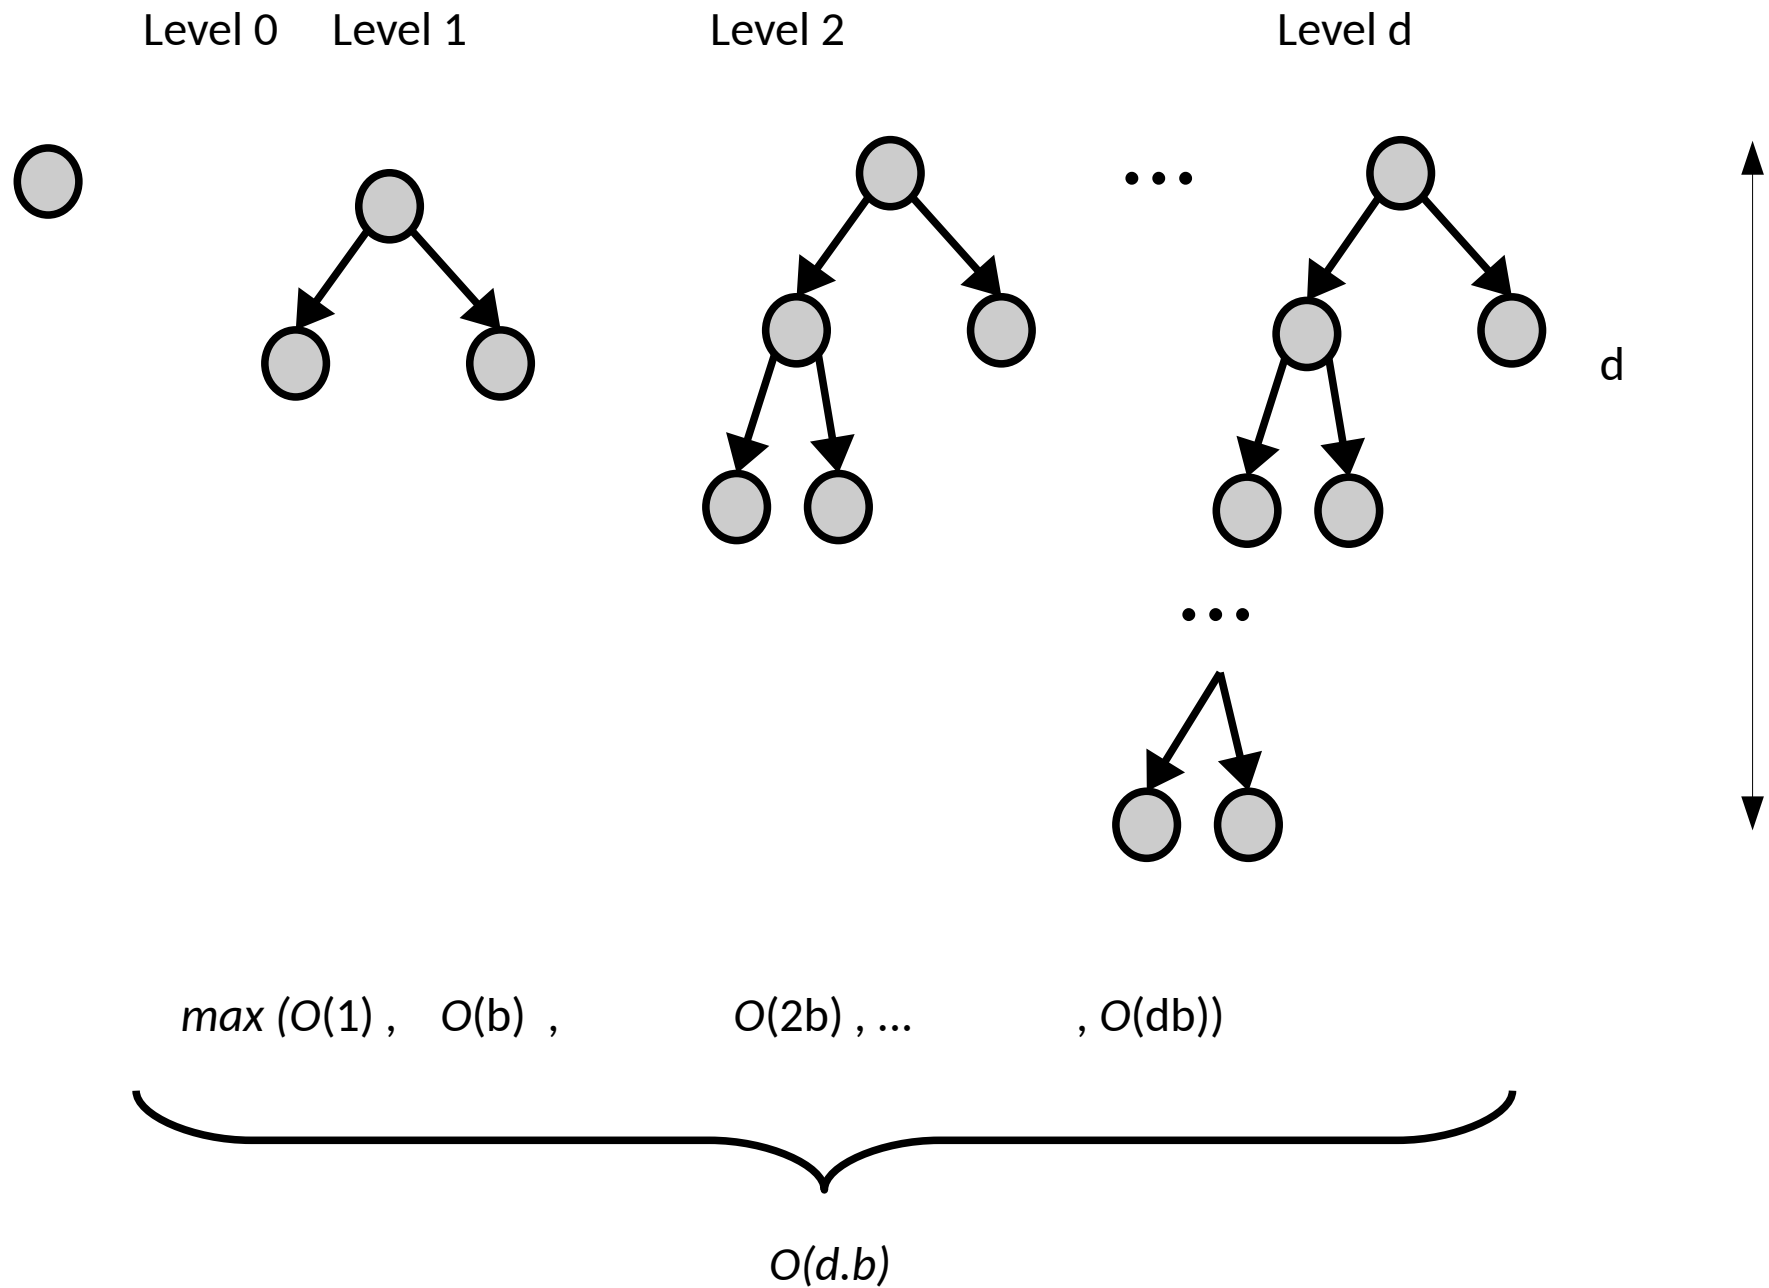 Level 0 Level 1 Level 2 Level d
d
max (O(1) , O(b) , O(2b) , ... , O(db))
O(d.b)